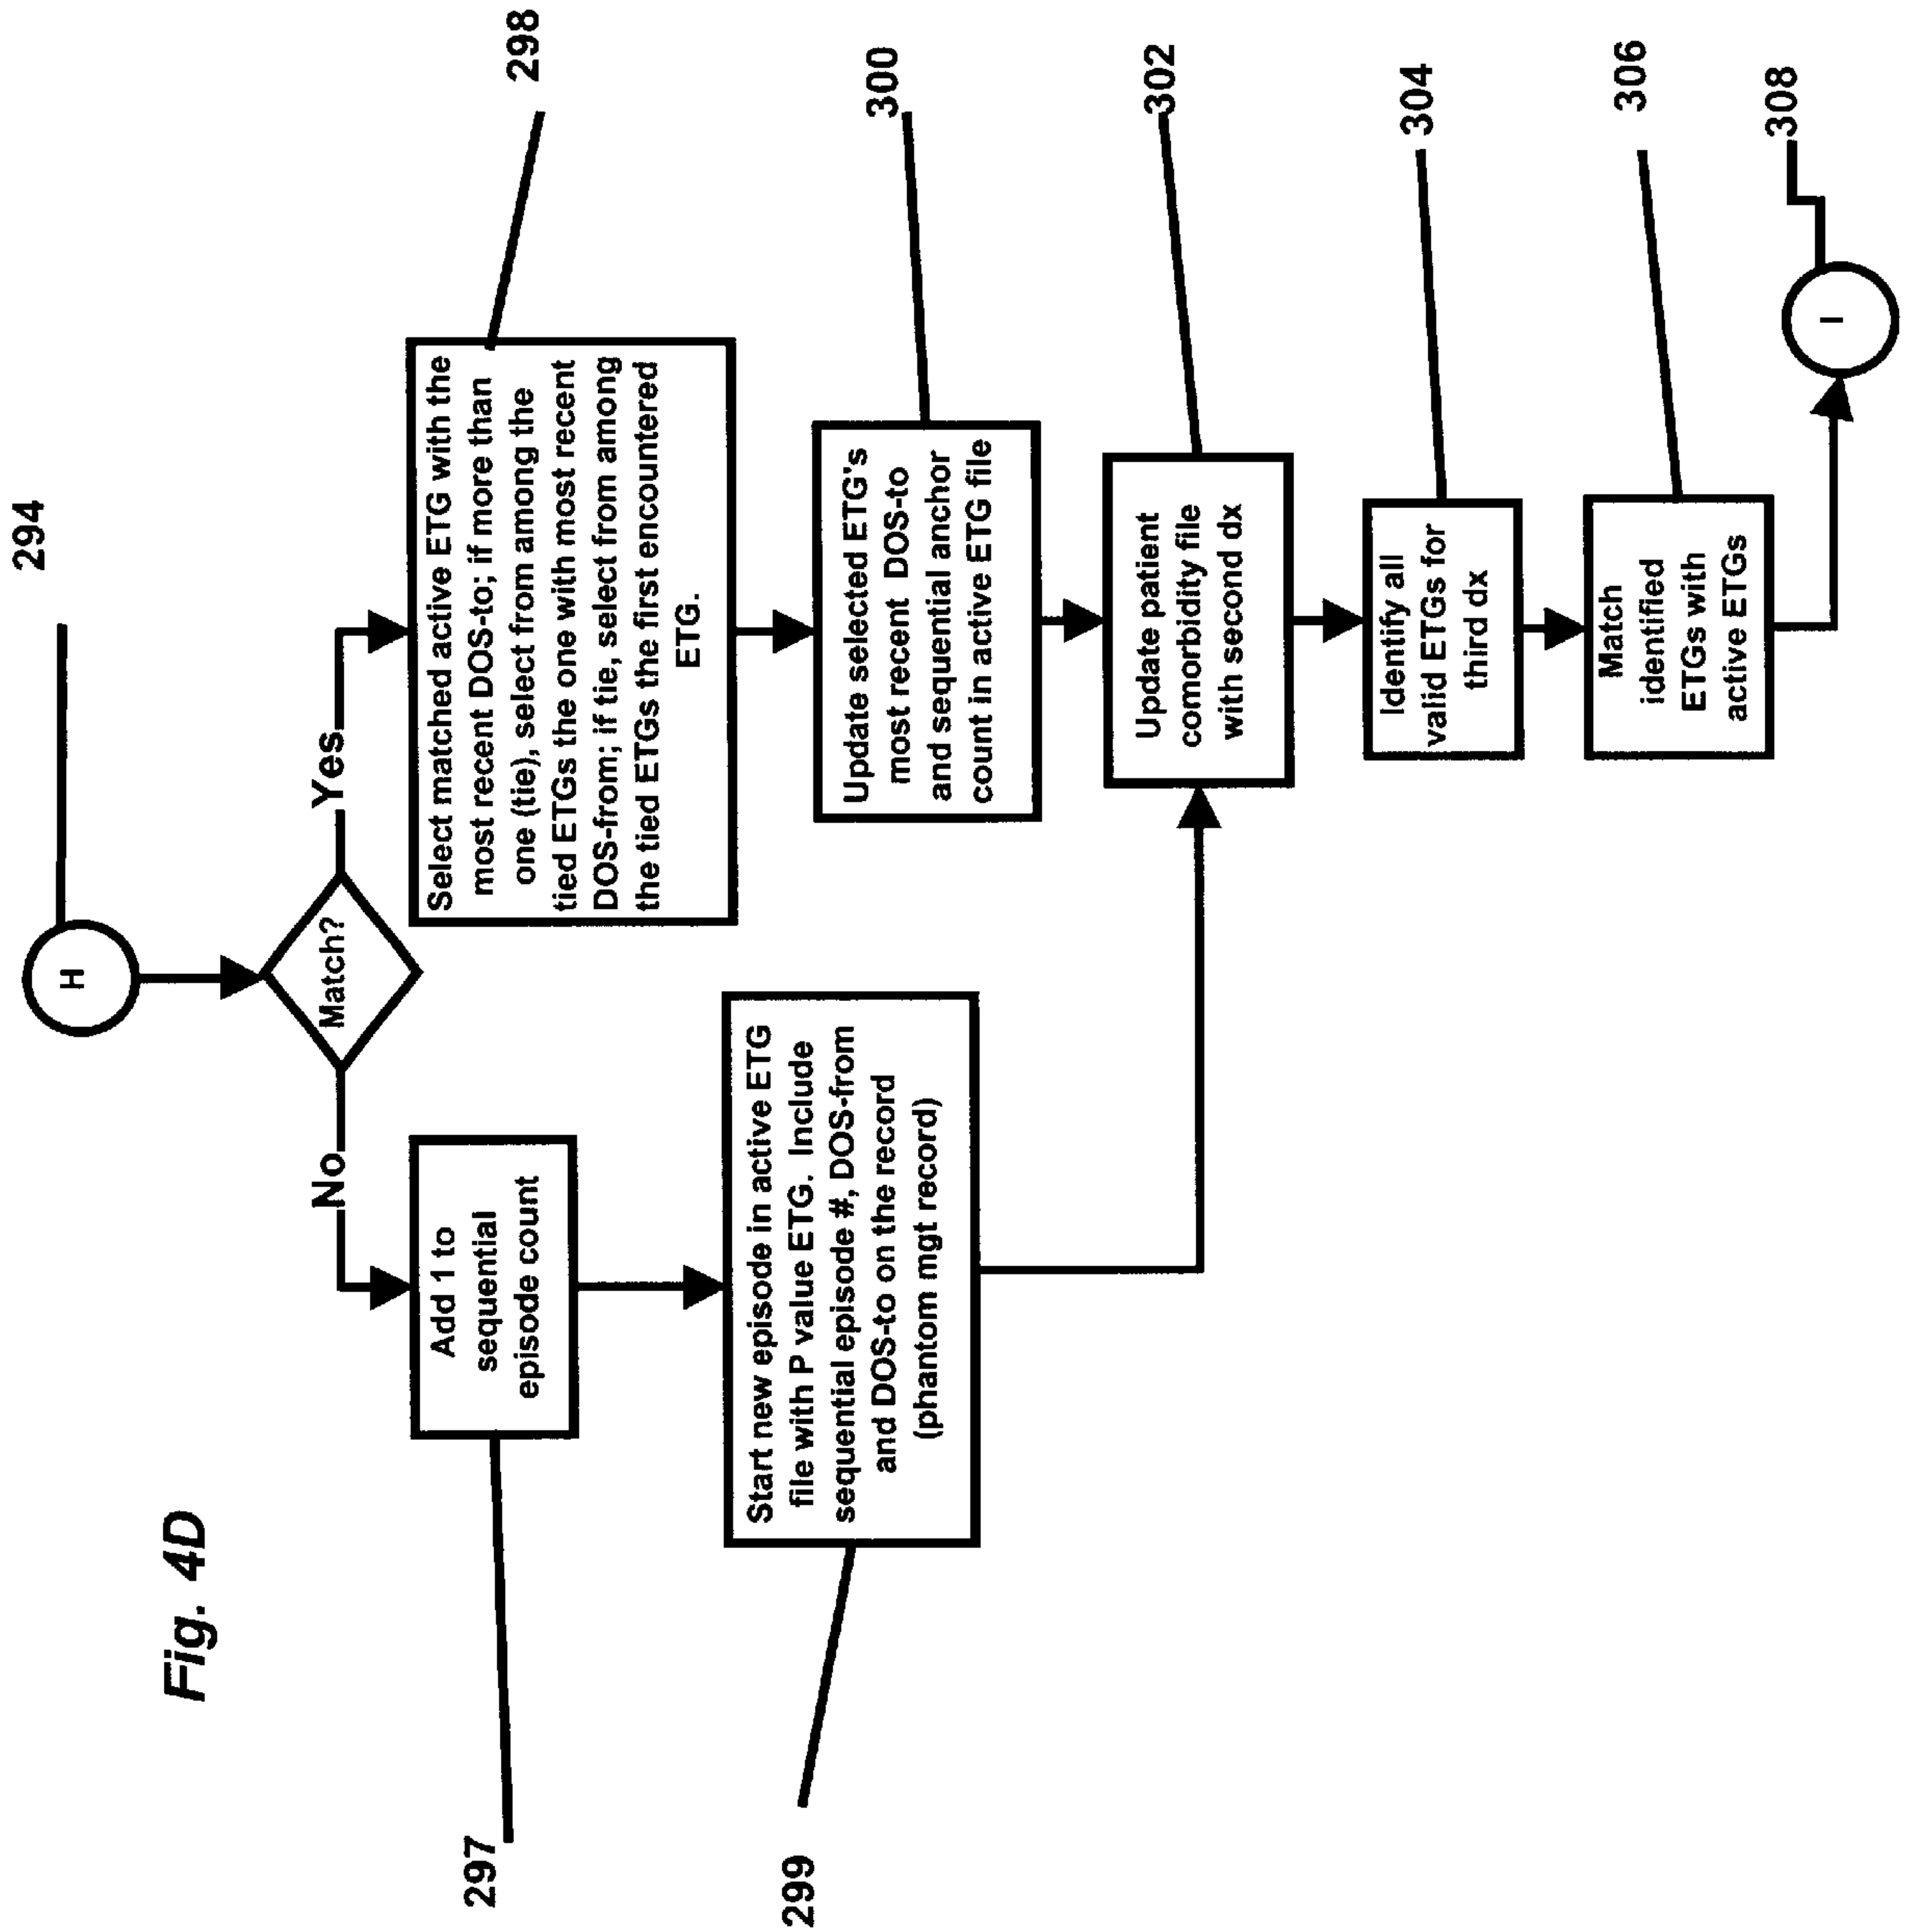 Fig. 4D
294
H
Match?
No
Yes
297
Add 1 to
sequential
episode count
298
Select matched active ETG with the
most recent DOS-to; if more than
one (tie), select from among the
tied ETGs the one with most recent
DOS-from; if tie, select from among
the tied ETGs the first encountered
ETG.
299
Start new episode in active ETG
file with P value ETG. Include
sequential episode #, DOS-from
and DOS-to on the record
(phantom mgt record)
300
Update selected ETG's
most recent DOS-to
and sequential anchor
count in active ETG file
302
Update patient
comorbidity file
with second dx
304
Identify all
valid ETGs for
third dx
306
Match
identified
ETGs with
active ETGs
308
I